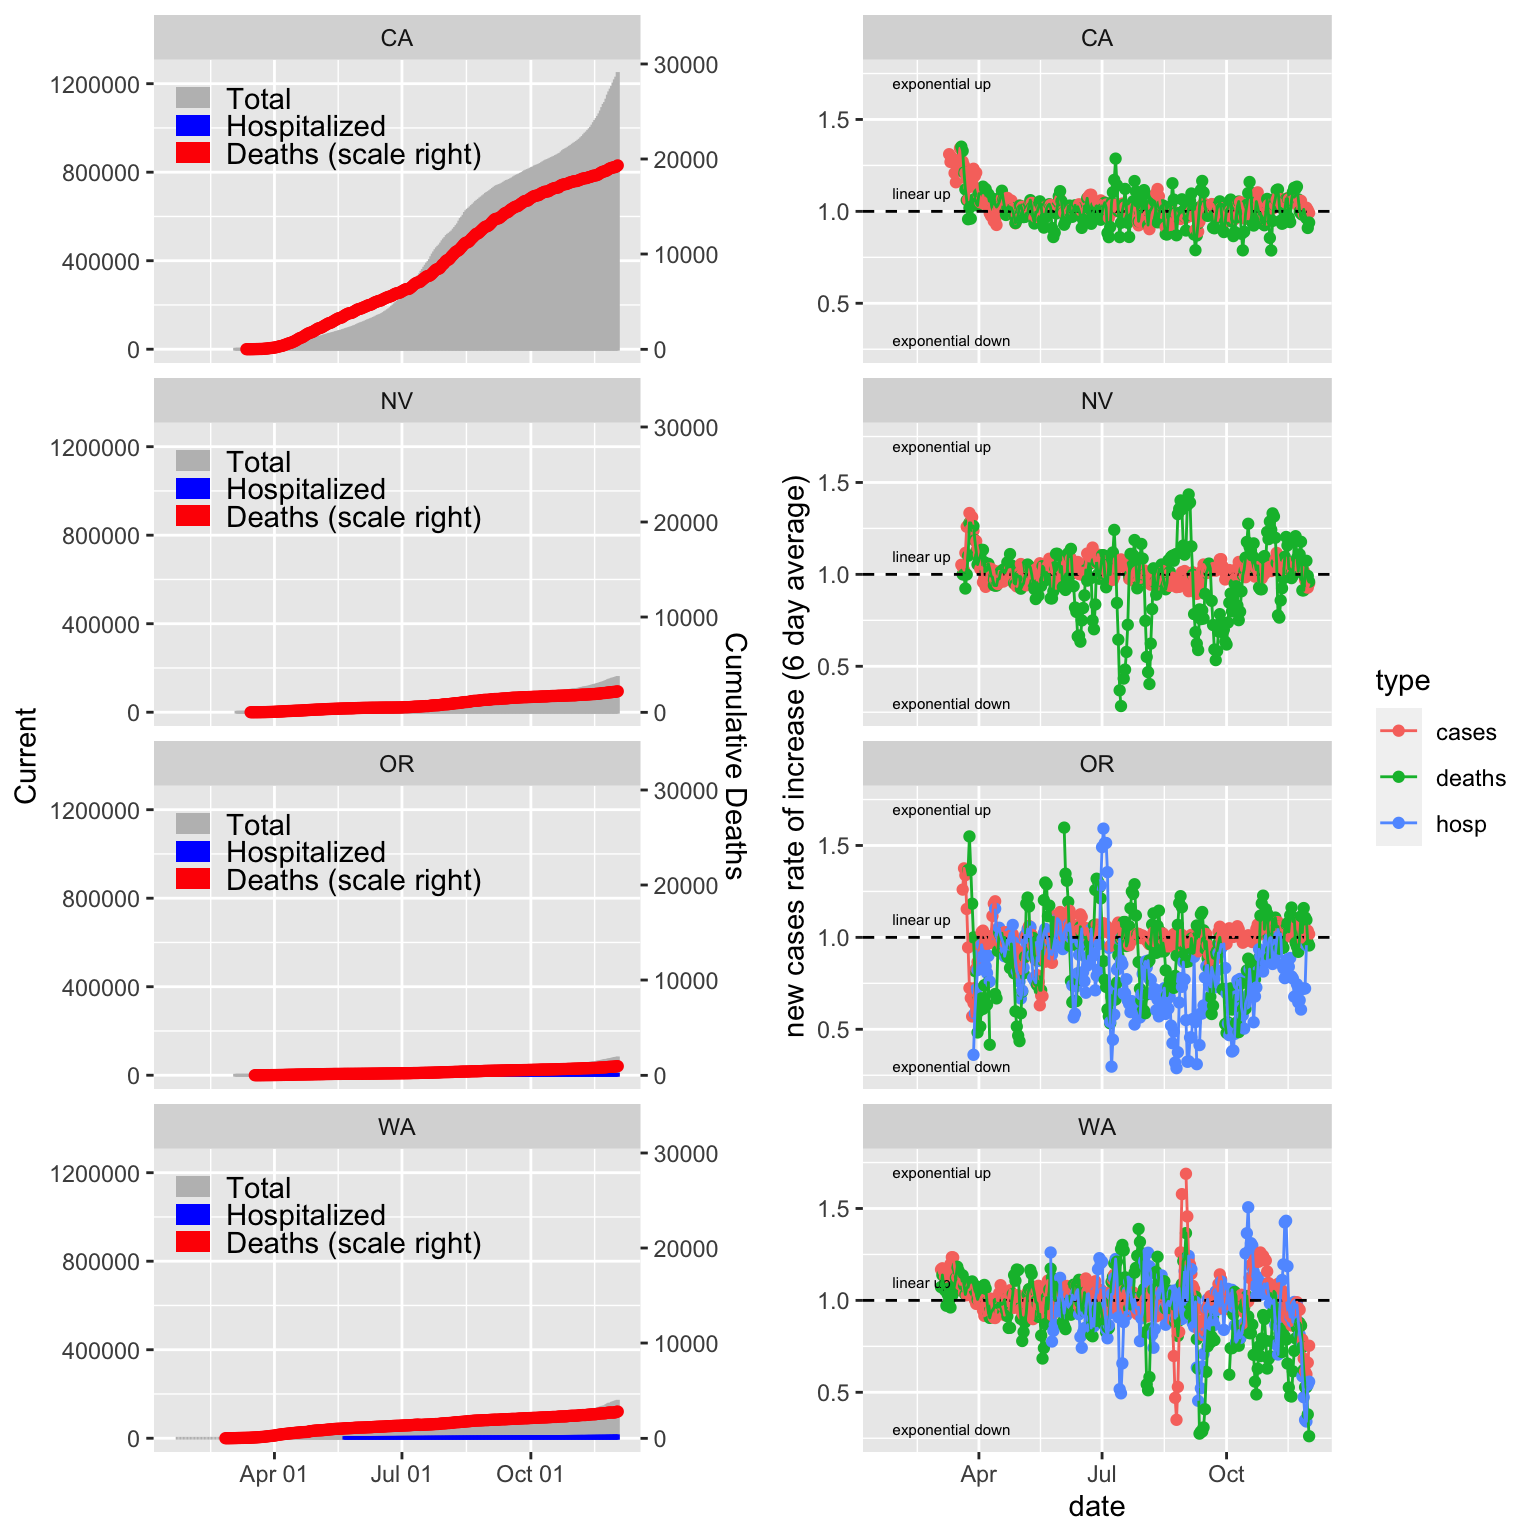 CA
1200000
800000
400000
0
Total
Hospitalized
Deaths (scale right)
30000
20000
10000
0
NV
1200000
800000
400000
0
Total
Hospitalized
Deaths (scale right)
30000
20000
10000
0
OR
1200000
800000
400000
0
Total
Hospitalized
Deaths (scale right)
30000
20000
10000
0
WA
1200000
800000
400000
0
Total
Hospitalized
Deaths (scale right)
30000
20000
10000
0
Apr 01
Jul 01
Oct 01
Current
Cumulative Deaths
CA
exponential up
linear up
exponential down
1.5
1.0
0.5
NV
exponential up
linear up
exponential down
1.5
1.0
0.5
OR
exponential up
linear up
exponential down
1.5
1.0
0.5
WA
exponential up
linear up
exponential down
1.5
1.0
0.5
Apr
Jul
Oct
date
new cases rate of increase (6 day average)
type
cases
deaths
hosp